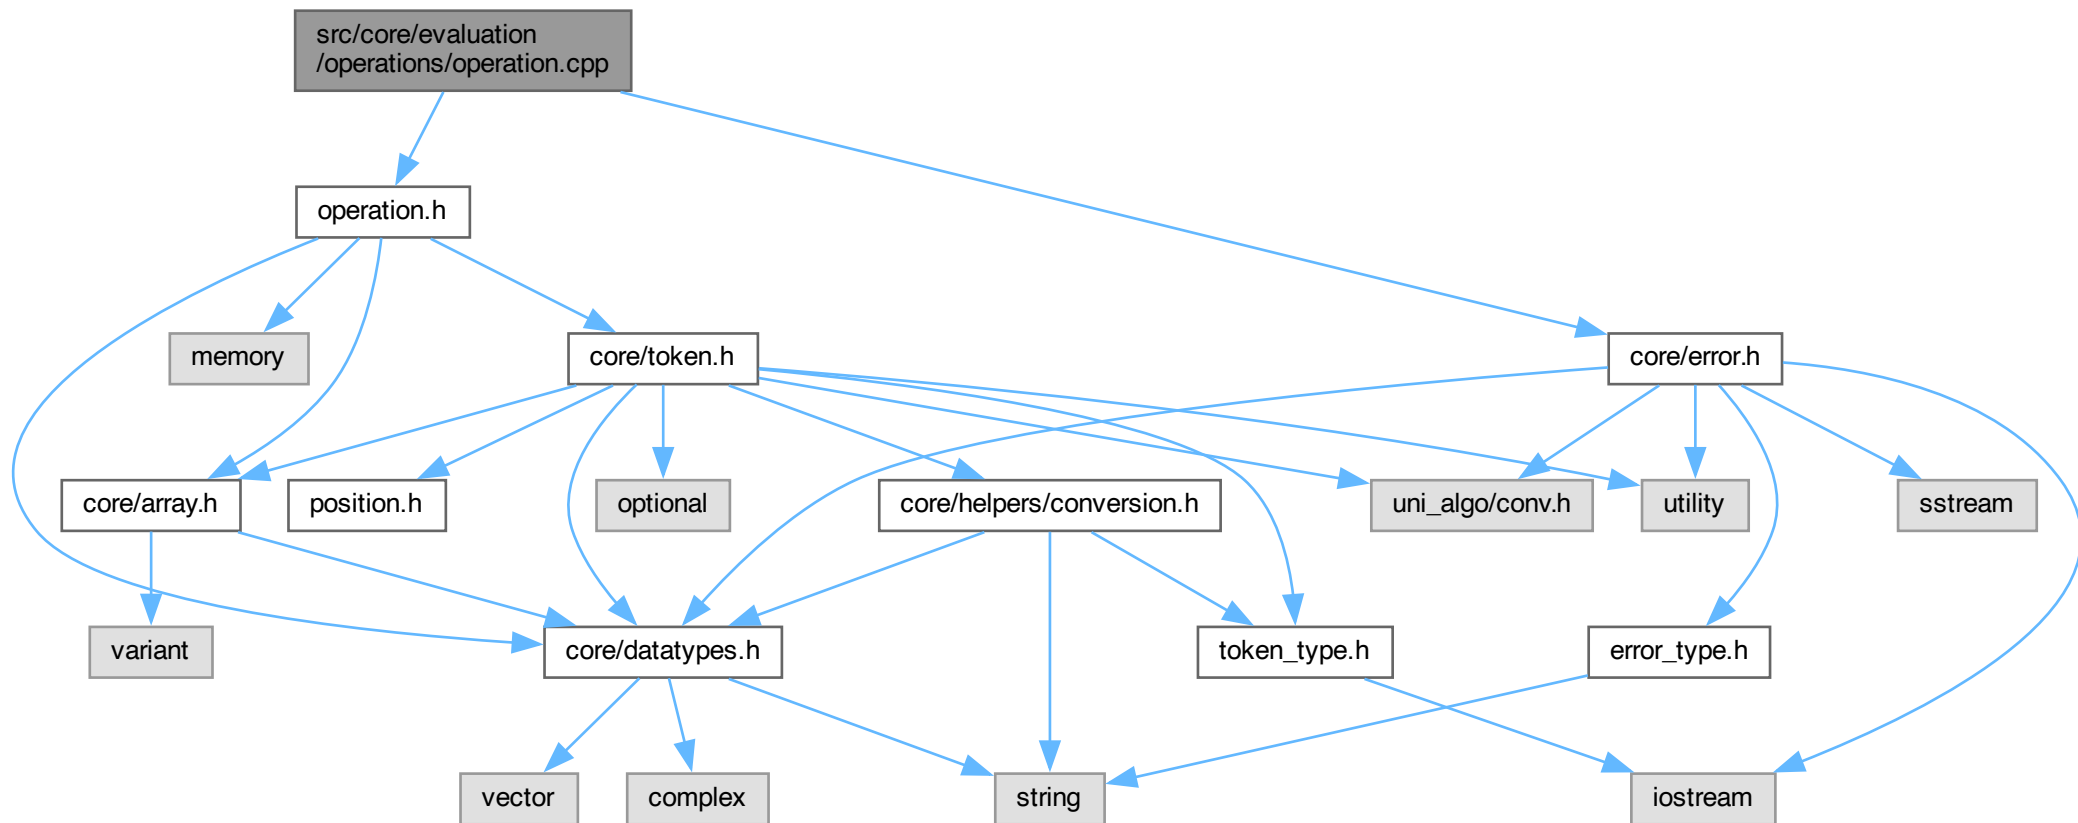 src/core/evaluation
/operations/operation.cpp
operation.h
memory
core/token.h
core/error.h
core/array.h
position.h
optional
core/helpers/conversion.h
uni_algo/conv.h
utility
sstream
variant
core/datatypes.h
token_type.h
error_type.h
vector
complex
string
iostream